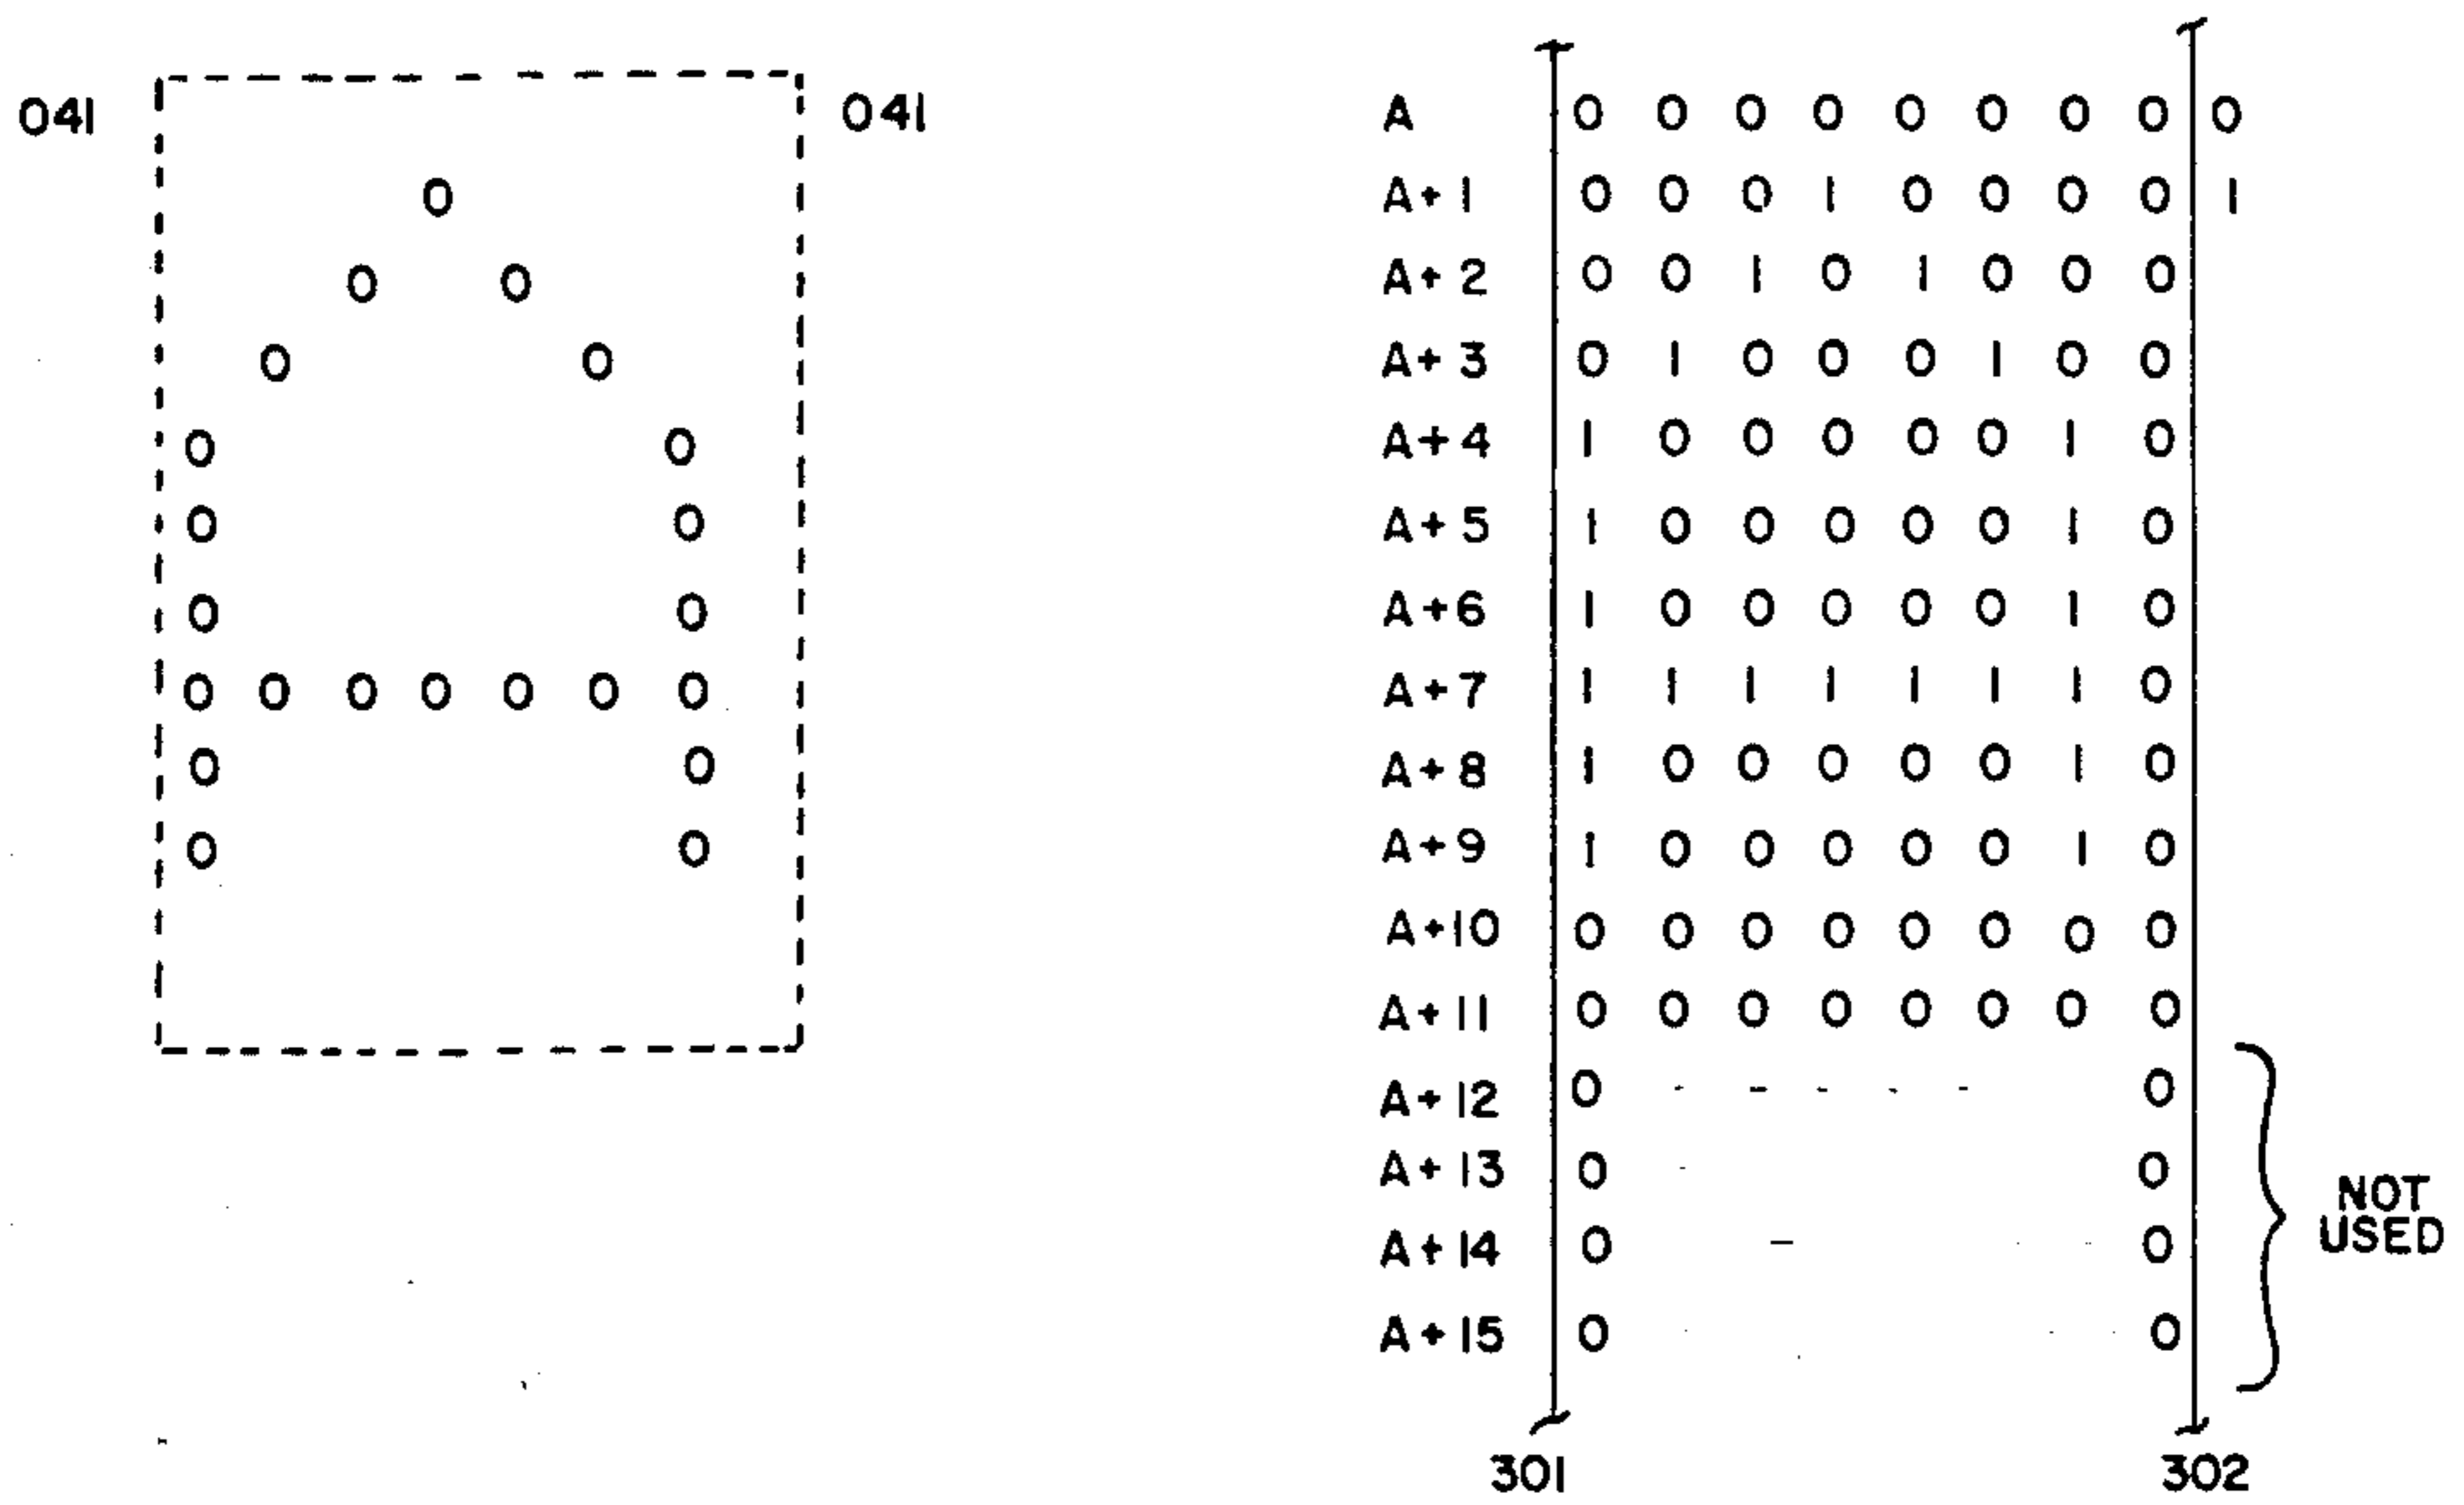 041 041 A 0 0 0 0 0 0 0 0 0
0 A+1 0 0 0 1 0 0 0 0 1
0 0 A+2 0 0 1 0 1 0 0 0
0 0 A+3 0 1 0 0 0 1 0 0
0 0 A+4 1 0 0 0 0 0 1 0
0 0 A+5 1 0 0 0 0 0 1 0
0 0 A+6 1 0 0 0 0 0 1 0
0 0 0 0 0 0 0 A+7 1 1 1 1 1 1 1 0
0 0 A+8 1 0 0 0 0 0 1 0
0 0 A+9 1 0 0 0 0 0 1 0
A+10 0 0 0 0 0 0 0 0
A+11 0 0 0 0 0 0 0 0
A+12 0 - - - - - 0
A+13 0 - 0
A+14 0 - 0
A+15 0 0
NOT
USED
301 302